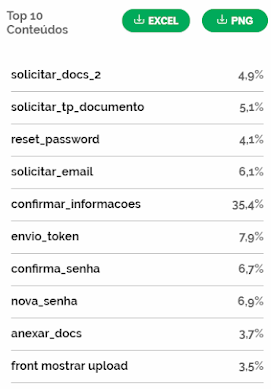 Top 10
Conteúdos
EXCEL
PNG
solicitar_docs_2 4,9%
solicitar_tp_documento 5,1%
reset_password 4,1%
solicitar_email 6,1%
confirmar_informacoes 35,4%
envio_token 7,9%
confirma_senha 6,7%
nova_senha 6,9%
anexar_docs 3,7%
front mostrar upload 3,5%